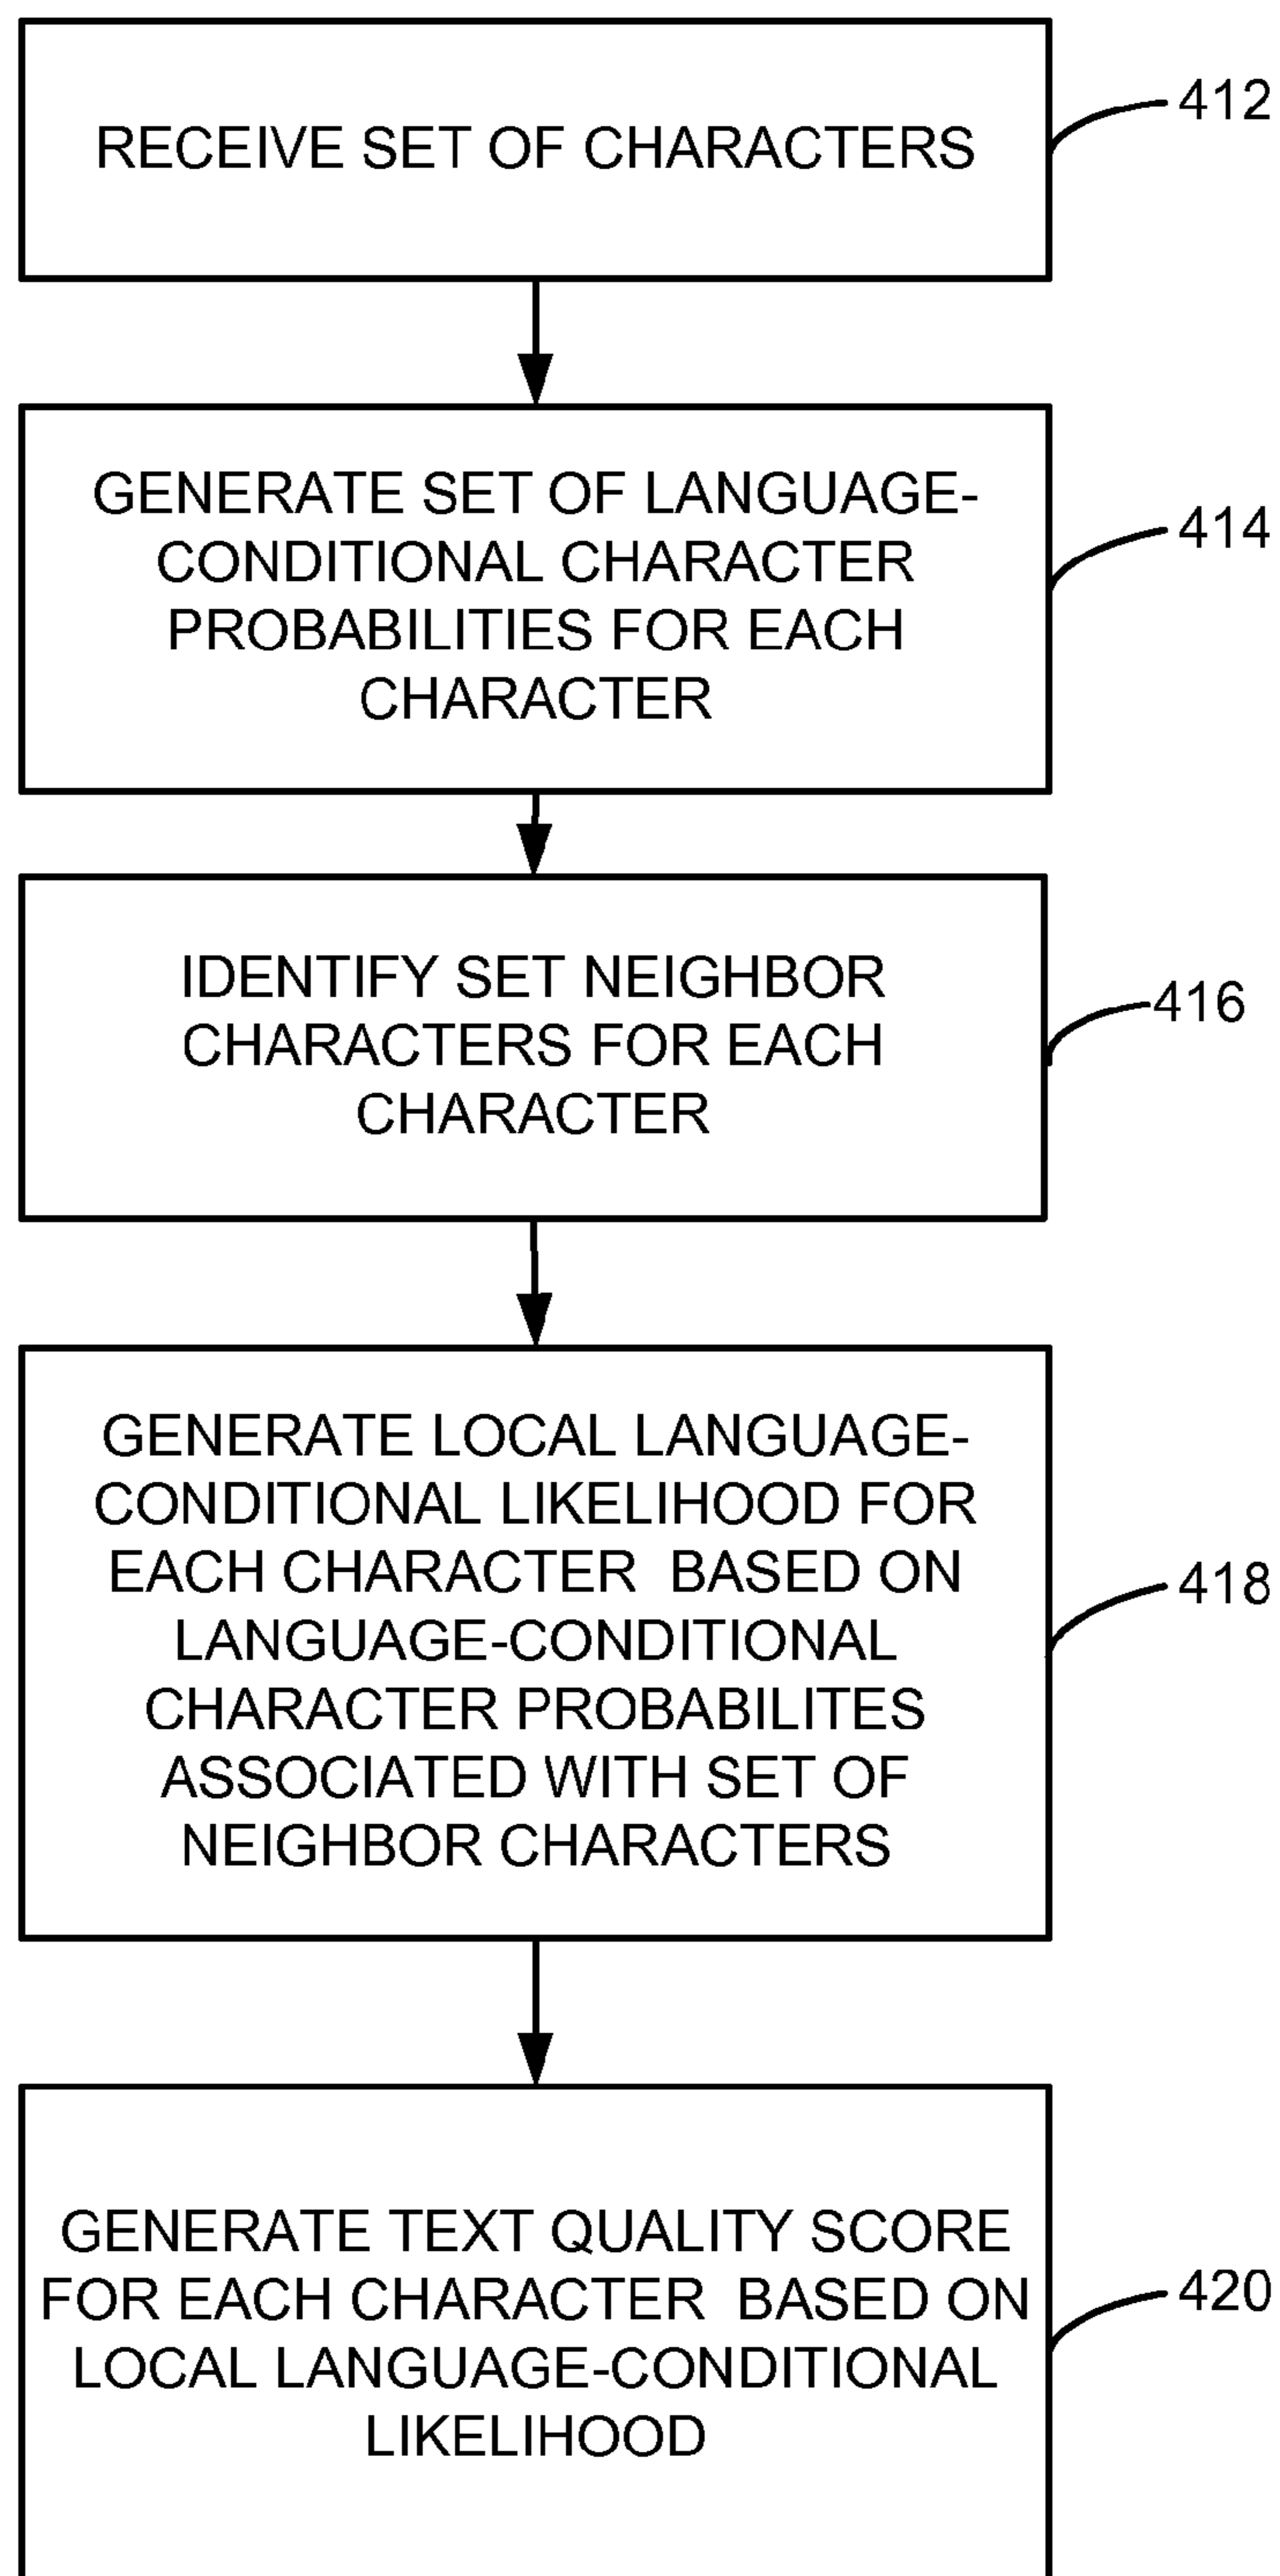 RECEIVE SET OF CHARACTERS
412
GENERATE SET OF LANGUAGE-
CONDITIONAL CHARACTER
PROBABILITIES FOR EACH
CHARACTER
414
IDENTIFY SET NEIGHBOR
CHARACTERS FOR EACH
CHARACTER
416
GENERATE LOCAL LANGUAGE-
CONDITIONAL LIKELIHOOD FOR
EACH CHARACTER BASED ON
LANGUAGE-CONDITIONAL
CHARACTER PROBABILITES
ASSOCIATED WITH SET OF
NEIGHBOR CHARACTERS
418
GENERATE TEXT QUALITY SCORE
FOR EACH CHARACTER BASED ON
LOCAL LANGUAGE-CONDITIONAL
LIKELIHOOD
420